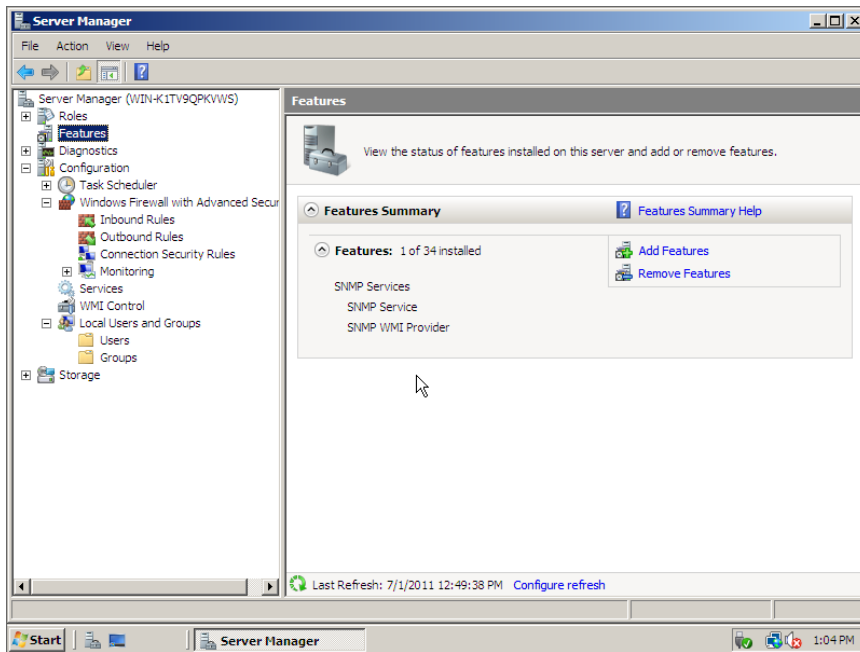 Server Manager
File Action View Help
Server Manager (WIN-K1TV9QPKVWS)
Roles
Features
Diagnostics
Configuration
Task Scheduler
Windows Firewall with Advanced Secur
Inbound Rules
Outbound Rules
Connection Security Rules
Monitoring
Services
WMI Control
Local Users and Groups
Users
Groups
Storage
Features
View the status of features installed on this server and add or remove features.
Features Summary
Features Summary Help
Features: 1 of 34 installed
Add Features
Remove Features
SNMP Services
SNMP Service
SNMP WMI Provider
Last Refresh: 7/1/2011 12:49:38 PM Configure refresh
Start
Server Manager
1:04 PM